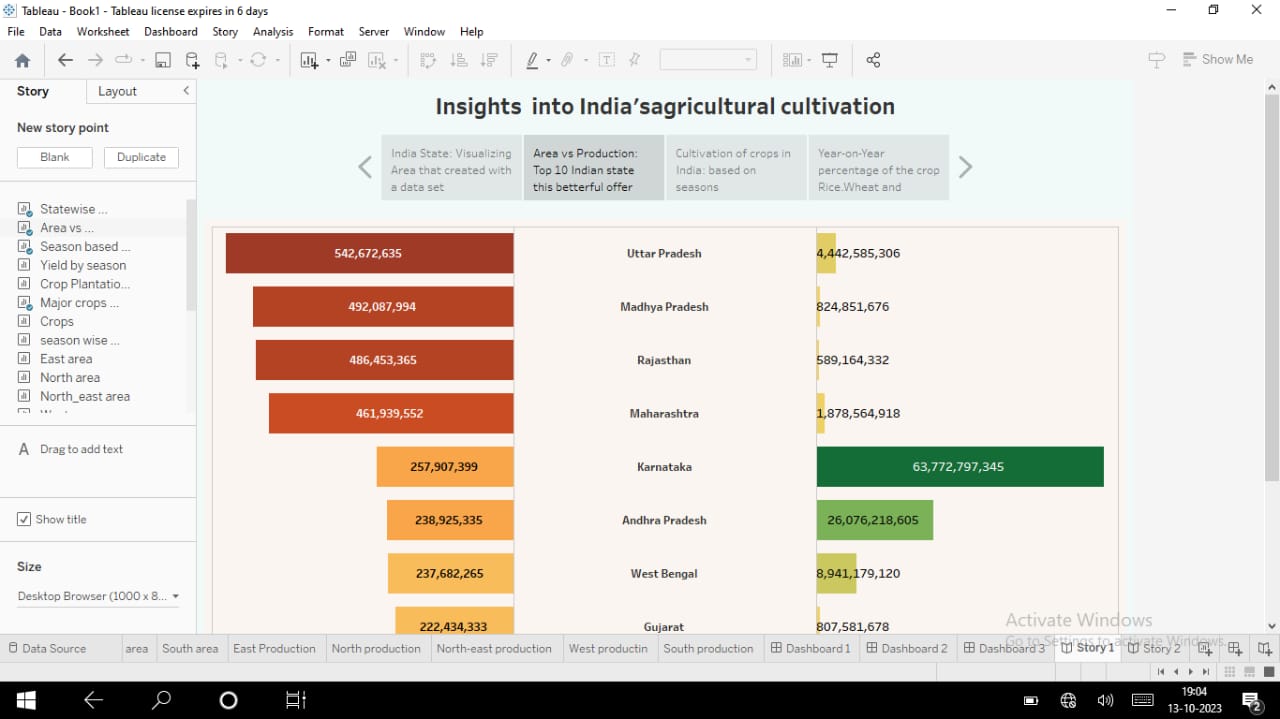 Tableau - Book1 - Tableau license expires in 6 days
File Data Worksheet Dashboard Story Analysis Format Server Window Help
Show Me
Story Layout
New story point
Blank Duplicate
Statewise ...
Area vs ...
Season based ...
Yield by season
Crop Plantatio...
Major crops ...
Crops
season wise ...
East area
North area
North_east area
A Drag to add text
Show title
Size
Desktop Browser (1000 x 8...
Insights into India'sagricultural cultivation
India State: Visualizing
Area that created with
a data set
Area vs Production:
Top 10 Indian state
this betterful offer
Cultivation of crops in
India: based on
seasons
Year-on-Year
percentage of the crop
Rice.Wheat and
542,672,635 Uttar Pradesh 4,442,585,306
492,087,994 Madhya Pradesh 824,851,676
486,453,365 Rajasthan 589,164,332
461,939,552 Maharashtra 1,878,564,918
257,907,399 Karnataka 63,772,797,345
238,925,335 Andhra Pradesh 26,076,218,605
237,682,265 West Bengal 8,941,179,120
222,434,333 Gujarat 807,581,678
Activate Windows
Go to Settings to activate Windows.
Data Source area South area East Production North production North-east production West productin South production Dashboard 1 Dashboard 2 Dashboard 3 Story 1 Story 2
19:04
13-10-2023
2